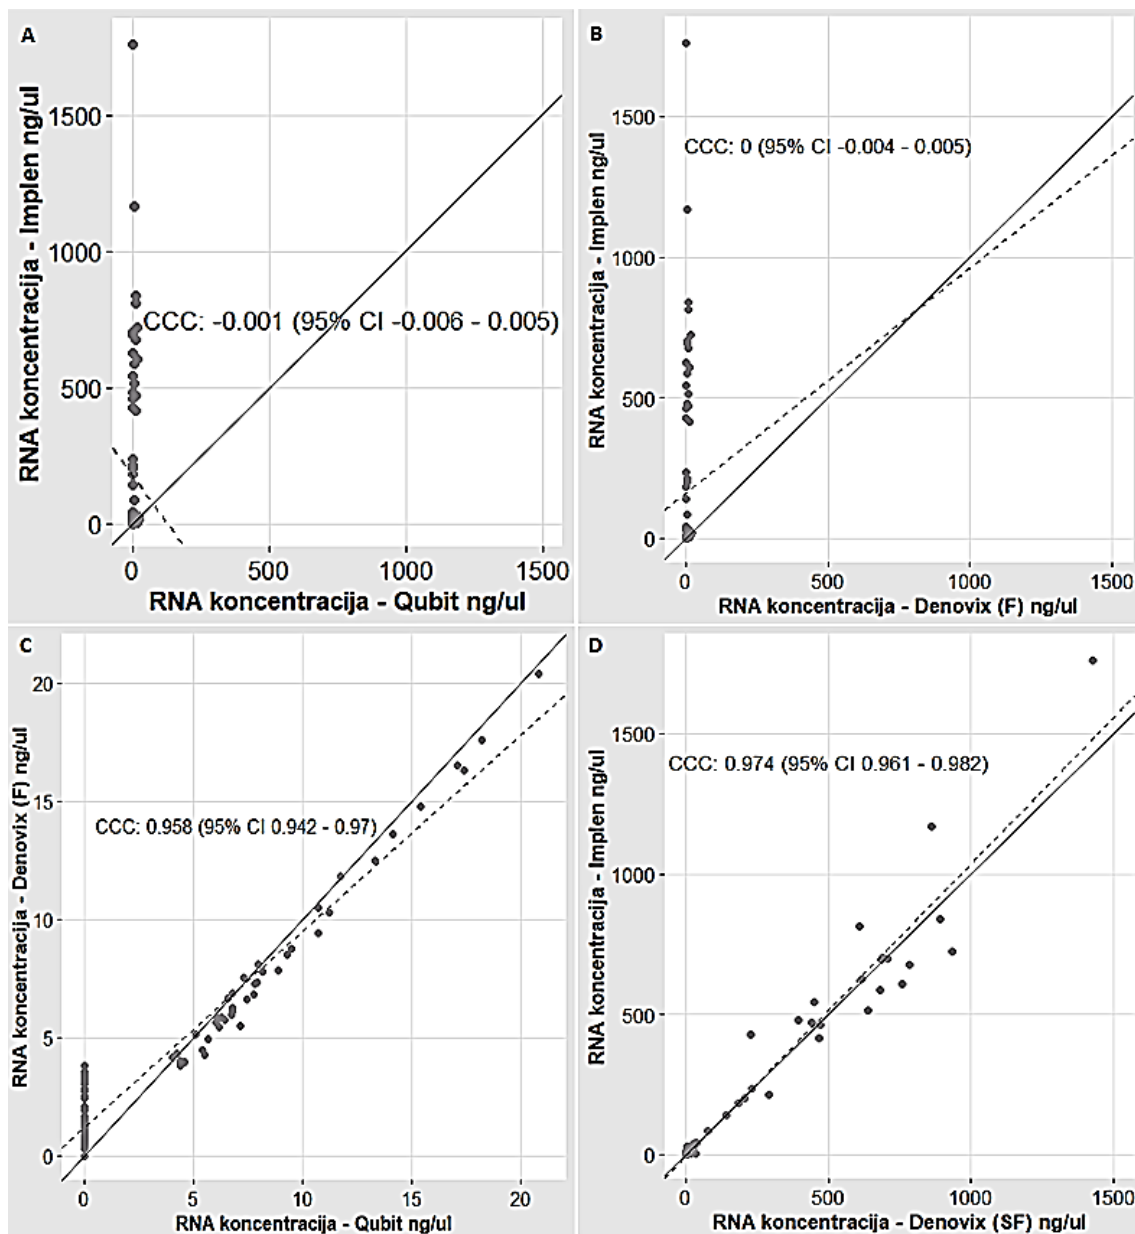 A
RNA koncentracija - Implen ng/ul
1500
1000
500
0
CCC: -0.001 (95% CI -0.006 - 0.005)
0
500
1000
1500
RNA koncentracija - Qubit ng/ul
B
RNA koncentracija - Implen ng/ul
1500
1000
500
0
CCC: 0 (95% CI -0.004 - 0.005)
0
500
1000
1500
RNA koncentracija - Denovix (F) ng/ul
C
RNA koncentracija - Denovix (F) ng/ul
20
15
10
5
0
CCC: 0.958 (95% CI 0.942 - 0.97)
0
5
10
15
20
RNA koncentracija - Qubit ng/ul
D
RNA koncentracija - Implen ng/ul
1500
1000
500
0
CCC: 0.974 (95% CI 0.961 - 0.982)
0
500
1000
1500
RNA koncentracija - Denovix (SF) ng/ul